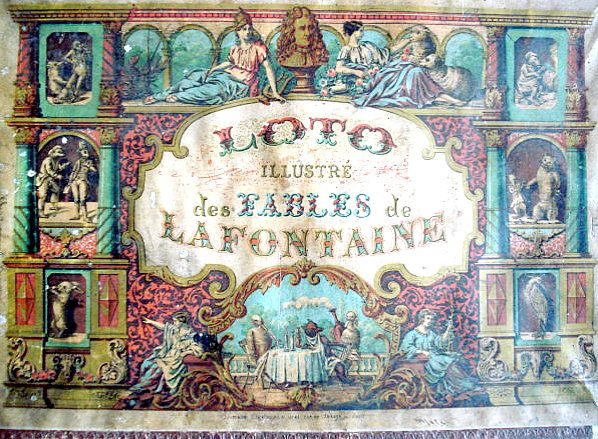 LOTO
ILLUSTRÉ
des FABLES de
LAFONTAINE